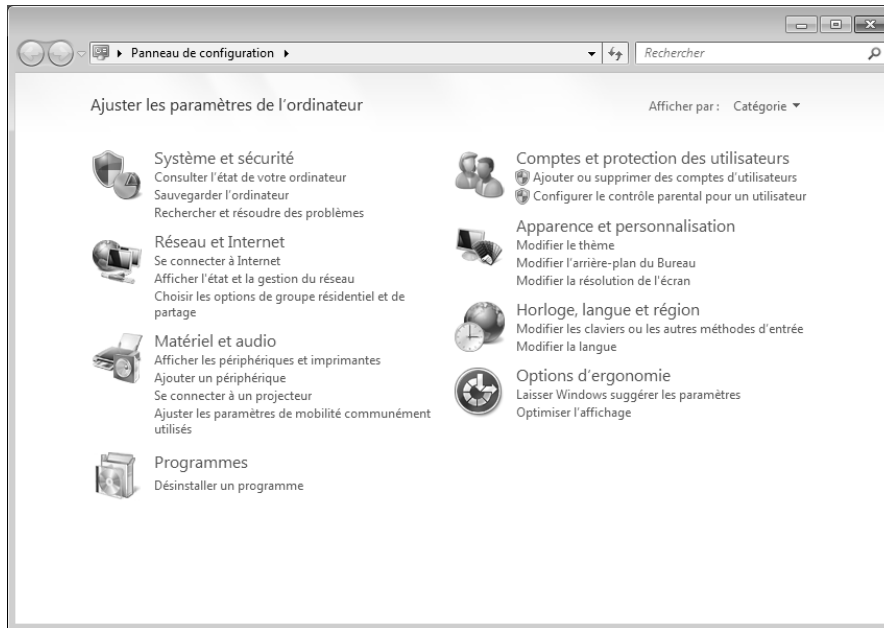 Panneau de configuration
Rechercher
Ajuster les paramètres de l'ordinateur
Afficher par : Catégorie
Système et sécurité
Consulter l'état de votre ordinateur
Sauvegarder l'ordinateur
Rechercher et résoudre des problèmes
Réseau et Internet
Se connecter à Internet
Afficher l'état et la gestion du réseau
Choisir les options de groupe résidentiel et de
partage
Matériel et audio
Afficher les périphériques et imprimantes
Ajouter un périphérique
Se connecter à un projecteur
Ajuster les paramètres de mobilité communément
utilisés
Programmes
Désinstaller un programme
Comptes et protection des utilisateurs
Ajouter ou supprimer des comptes d'utilisateurs
Configurer le contrôle parental pour un utilisateur
Apparence et personnalisation
Modifier le thème
Modifier l'arrière-plan du Bureau
Modifier la résolution de l'écran
Horloge, langue et région
Modifier les claviers ou les autres méthodes d'entrée
Modifier la langue
Options d'ergonomie
Laisser Windows suggérer les paramètres
Optimiser l'affichage